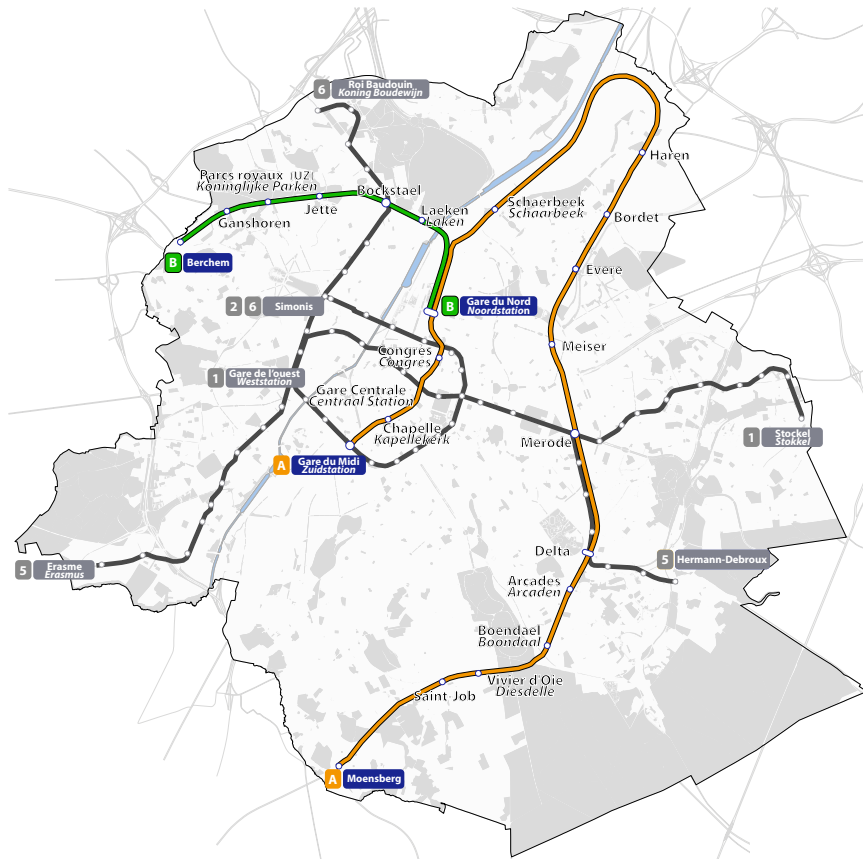 6
Roi Baudouin
Koning Boudewijn
Parcs royaux (UZ)
Koninglijke Parken
Bockstael
Jette
Ganshoren
Laeken
Laken
B
Berchem
Haren
Schaerbeek
Schaarbeek
Bordet
Evere
2 6 Simonis
B
Gare du Nord
Noordstation
Meiser
Congres
Congres
1
Gare de l'ouest
Weststation
Gare Centrale
Centraal Station
Chapelle
Kapellekerk
Merode
1
Stockel
Stokkel
A
Gare du Midi
Zuidstation
Delta
5
Hermann-Debroux
5
Erasme
Erasmus
Arcades
Arcaden
Boendael
Boondaal
Vivier d'Oie
Diesdelle
Saint-Job
A
Moensberg